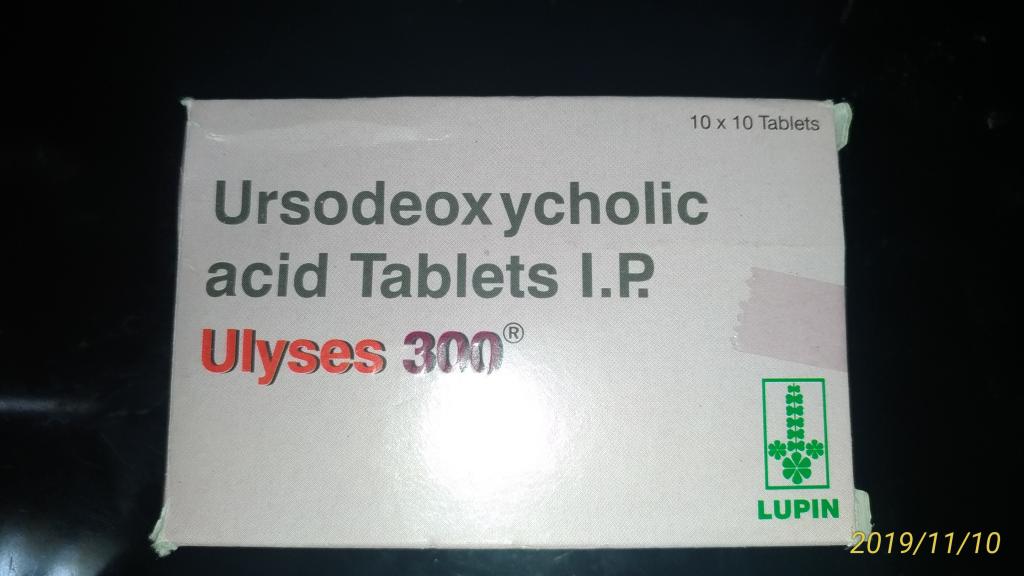 10 x 10 Tablets
Ursodeoxycholic
acid Tablets I.P.
Ulyses 300®
LUPIN
2019/11/10